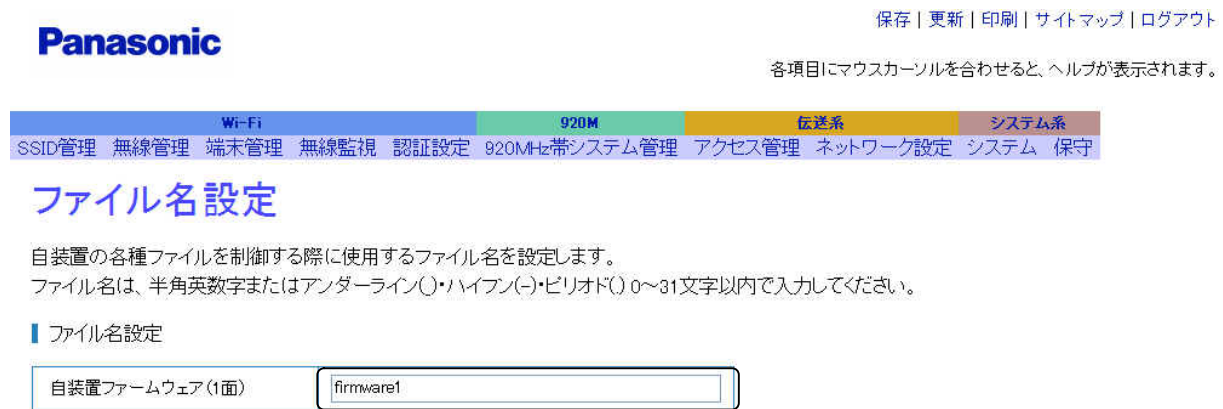 Panasonic
保存 | 更新 | 印刷 | サイトマップ | ログアウト
各項目にマウスカーソルを合わせると、ヘルプが表示されます。
Wi-Fi 920M 伝送系 システム系
SSID管理 無線管理 端末管理 無線監視 認証設定 920MHz帯システム管理 アクセス管理 ネットワーク設定 システム 保守
ファイル名設定
自装置の各種ファイルを制御する際に使用するファイル名を設定します。
ファイル名は、半角英数字またはアンダーライン(_)・ハイフン(-)・ピリオド(.) 0～31文字以内で入力してください。
ファイル名設定
自装置ファームウェア(1面) firmware1